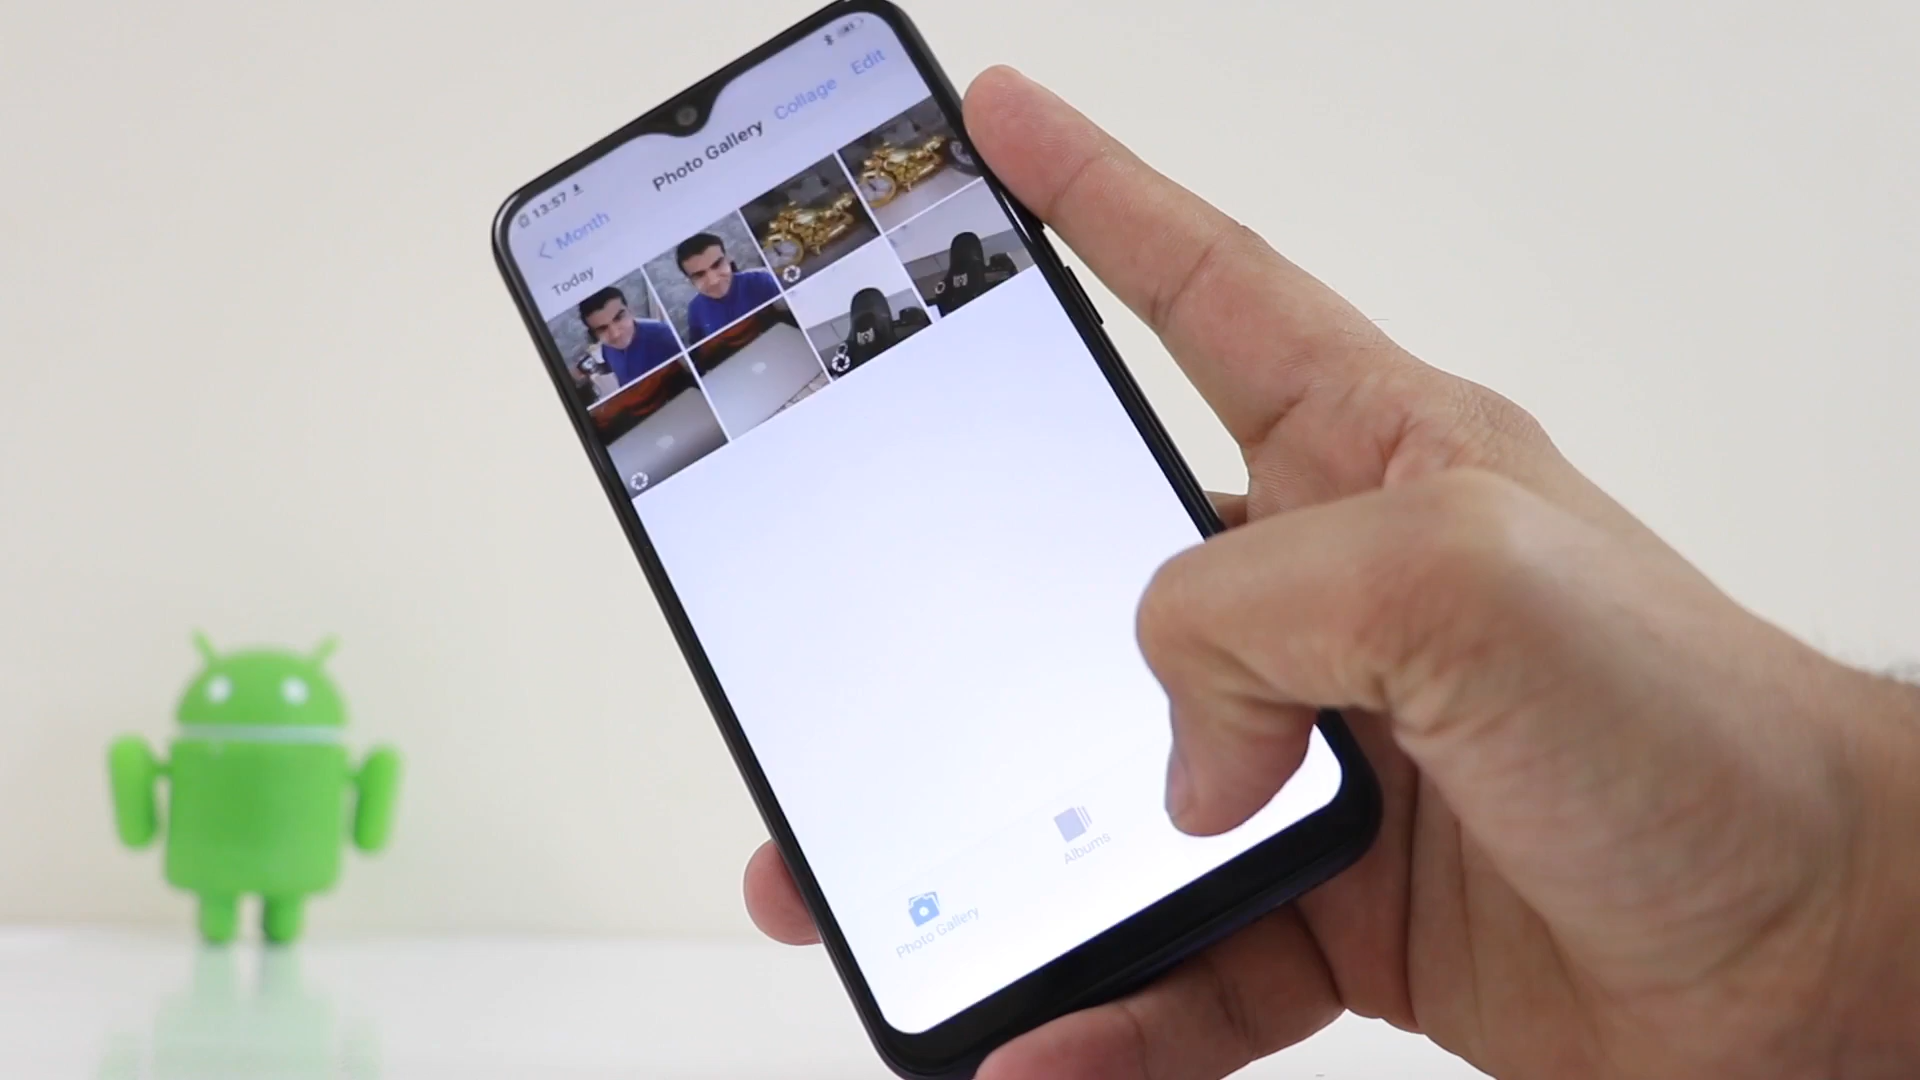 13:57
Month
Photo Gallery
Collage
Edit
Today
Photo Gallery
Albums